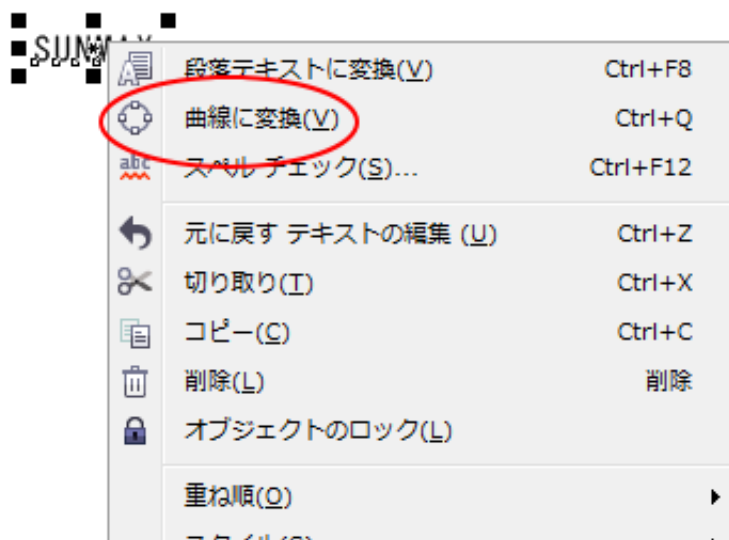 段落テキストに変換(V) Ctrl+F8
曲線に変換(V) Ctrl+Q
abc
スペル チェック(S)... Ctrl+F12
元に戻す テキストの編集 (U) Ctrl+Z
切り取り(T) Ctrl+X
コピー(C) Ctrl+C
削除(L) 削除
オブジェクトのロック(L)
重ね順(O)